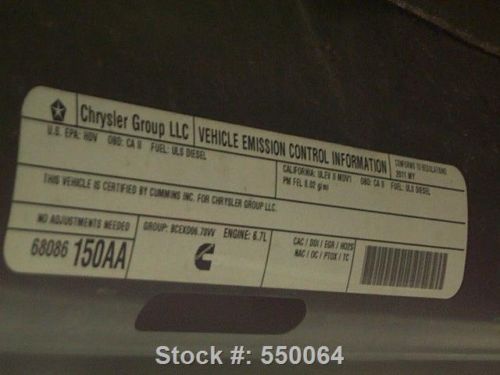 Chrysler Group LLC VEHICLE EMISSION CONTROL INFORMATION CONFORMS TO REGULATIONS
2011 MY
U.S. EPA: HDV OBD: CA II FUEL: ULS DIESEL
CALIFORNIA: ULEV II MDV1 OBD: CA II FUEL: ULS DIESEL
PM FEL 0.02 g/mi
THIS VEHICLE IS CERTIFIED BY CUMMINS INC. FOR CHRYSLER GROUP LLC.
NO ADJUSTMENTS NEEDED
68086 150AA
GROUP: BCEXD06.78VV ENGINE: 6.7L
CAC / DDI / EGR / HO2S
NAC / OC / PTOX / TC
Stock #: 550064